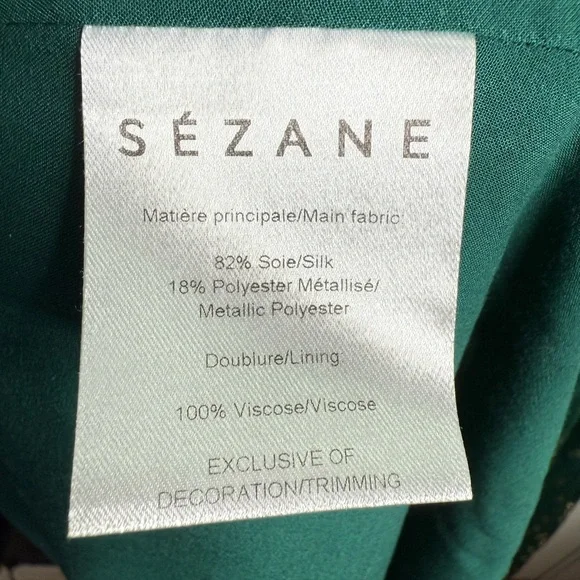 SÉZANE
Matière principale/Main fabric:
82% Soie/Silk
18% Polyester Métallisé/
Metallic Polyester
Doublure/Lining:
100% Viscose/Viscose
EXCLUSIVE OF
DECORATION/TRIMMING